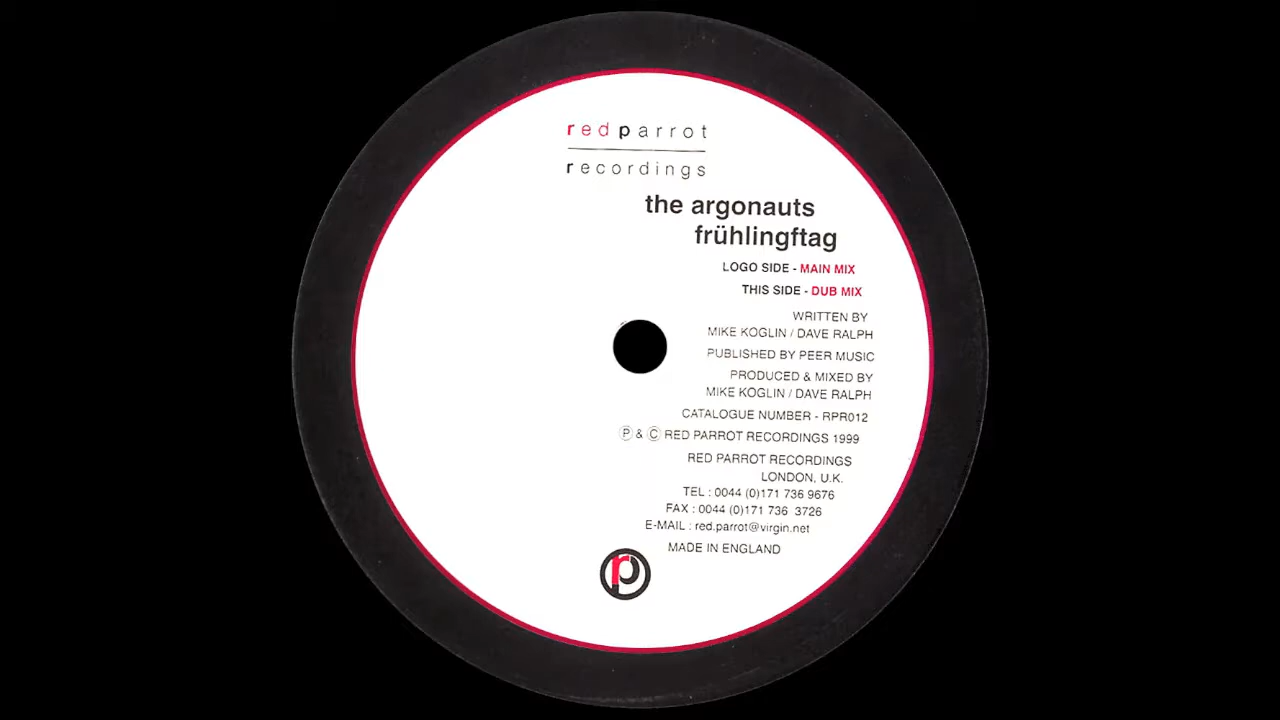 redparrot
recordings
the argonauts
frühlingftag
LOGO SIDE - MAIN MIX
THIS SIDE - DUB MIX
WRITTEN BY
MIKE KOGLIN / DAVE RALPH
PUBLISHED BY PEER MUSIC
PRODUCED & MIXED BY
MIKE KOGLIN / DAVE RALPH
CATALOGUE NUMBER - RPR012
Ⓟ & Ⓒ RED PARROT RECORDINGS 1999
RED PARROT RECORDINGS
LONDON, U.K.
TEL : 0044 (0)171 736 9676
FAX : 0044 (0)171 736 3726
E-MAIL : red.parrot@virgin.net
MADE IN ENGLAND
rp